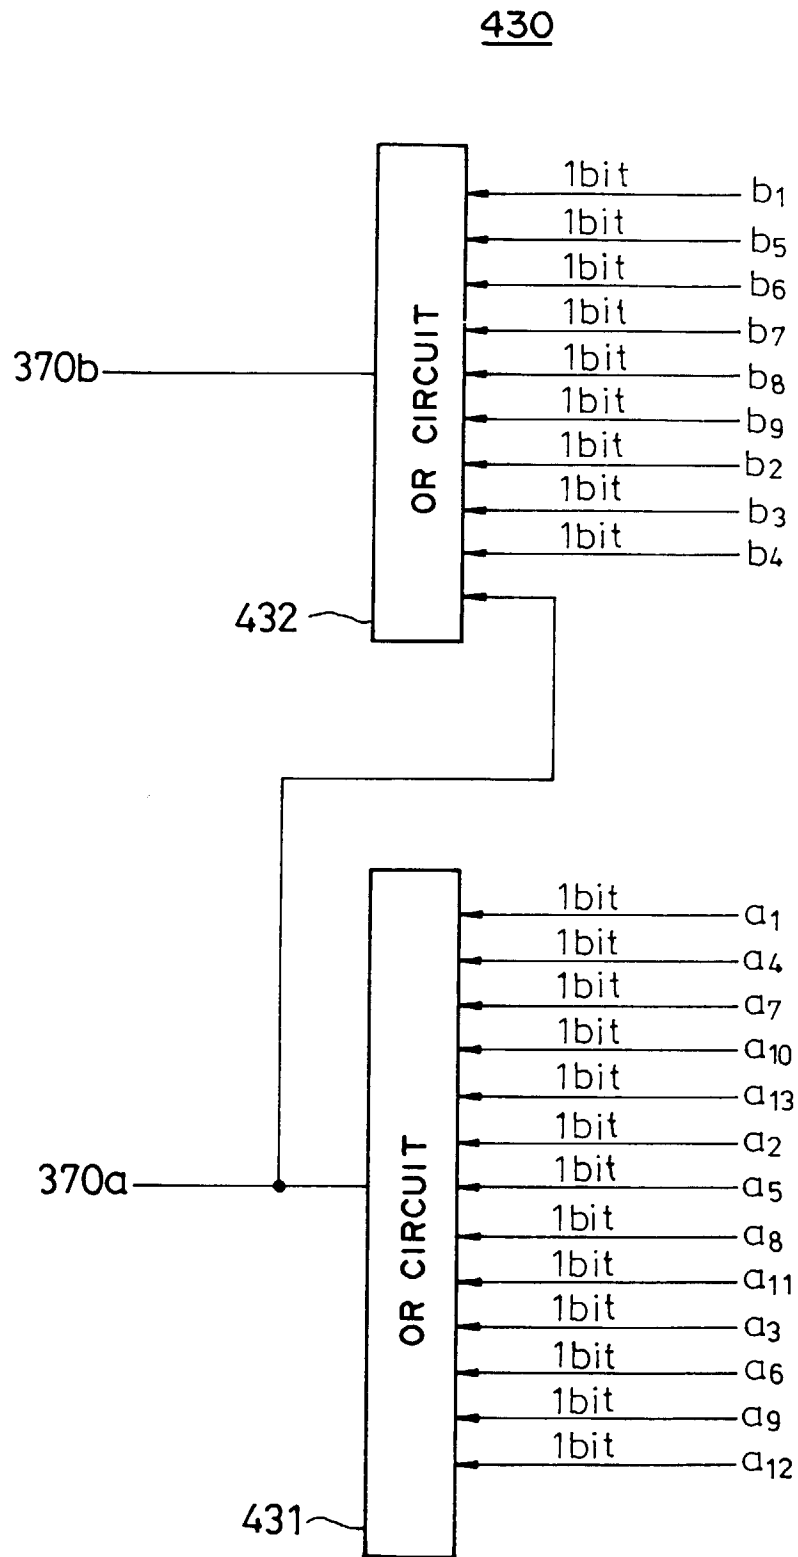 430
1bit b1
1bit b5
1bit b6
1bit b7
370b 1bit b8
1bit b9
1bit b2
1bit b3
1bit b4
OR CIRCUIT
432
1bit a1
1bit a4
1bit a7
1bit a10
1bit a13
1bit a2
370a 1bit a5
1bit a8
1bit a11
1bit a3
1bit a6
1bit a9
1bit a12
OR CIRCUIT
431